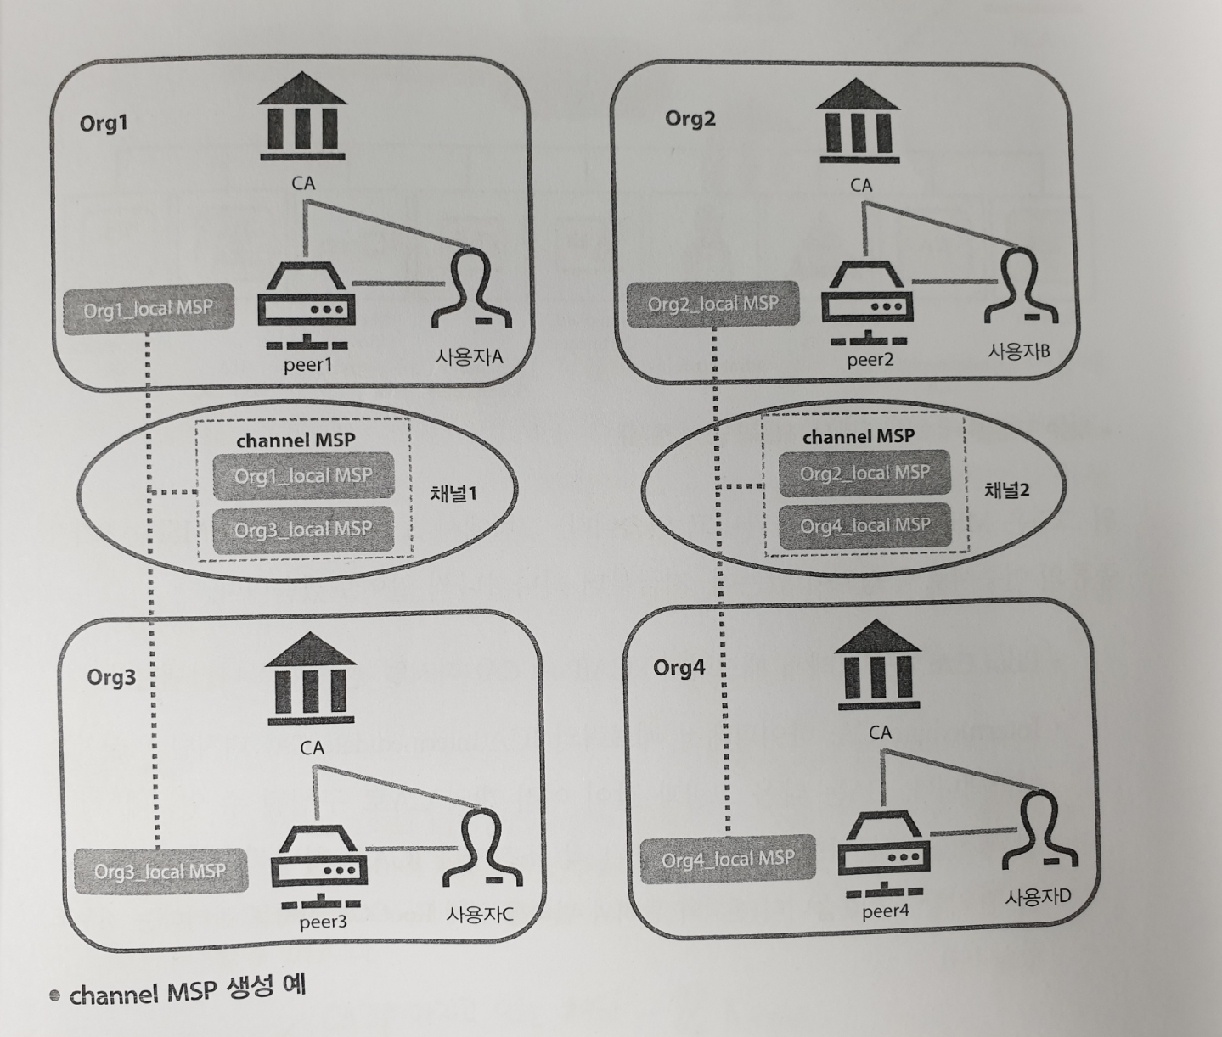 Org1
CA
Org1_local MSP
peer1
사용자A
Org2
CA
Org2_local MSP
peer2
사용자B
channel MSP
Org1_local MSP
Org3_local MSP
채널1
channel MSP
Org2_local MSP
Org4_local MSP
채널2
Org3
CA
Org3_local MSP
peer3
사용자C
Org4
CA
Org4_local MSP
peer4
사용자D
• channel MSP 생성 예